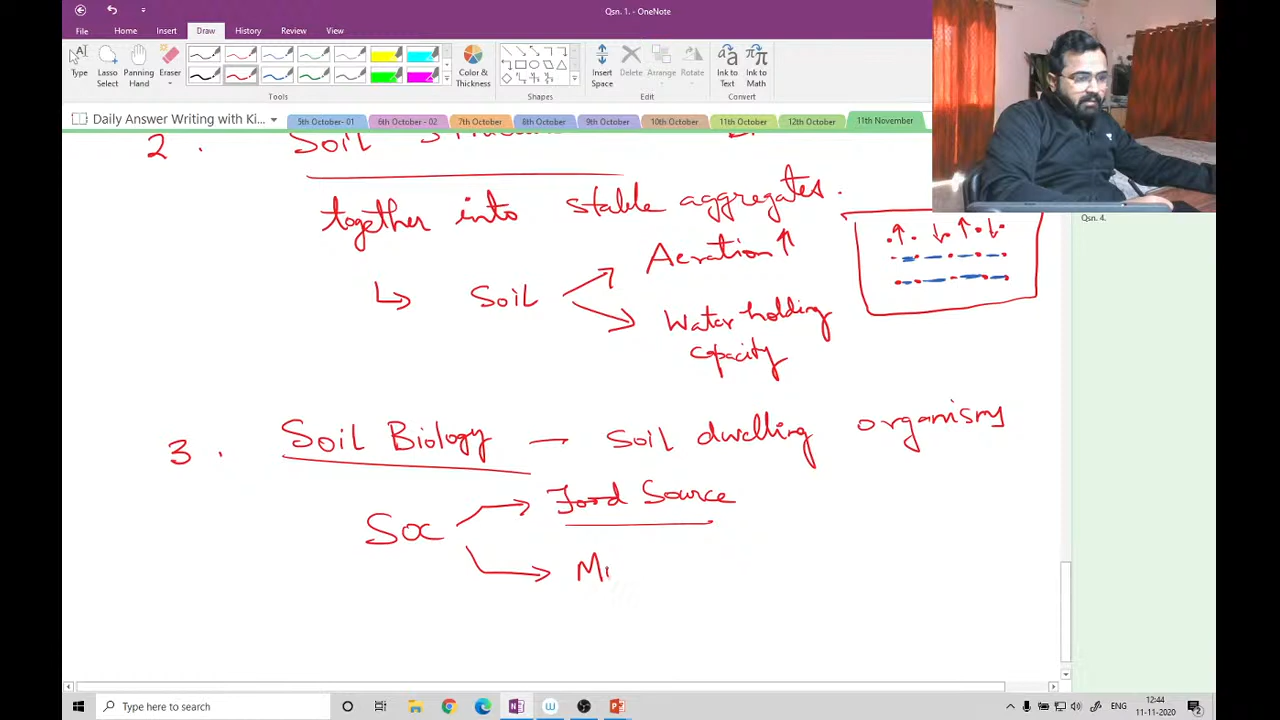 Qsn. 1. - OneNote
File Home Insert Draw History Review View
Type Lasso Select Panning Hand Eraser Color & Thickness Insert Space Delete Arrange Rotate Ink to Text Ink to Math
Tools Shapes Edit Convert
Daily Answer Writing with Ki 5th October- 01 6th October - 02 7th October 8th October 9th October 10th October 11th October 12th October 11th November
2. Soil
Qsn. 4.
together into stable aggregates.
Aeration ↑
↳ Soil
Water holding
capacity
3. Soil Biology — soil dwelling organisms
Food Source
SOC
Mi
Type here to search
12:44
11-11-2020
2